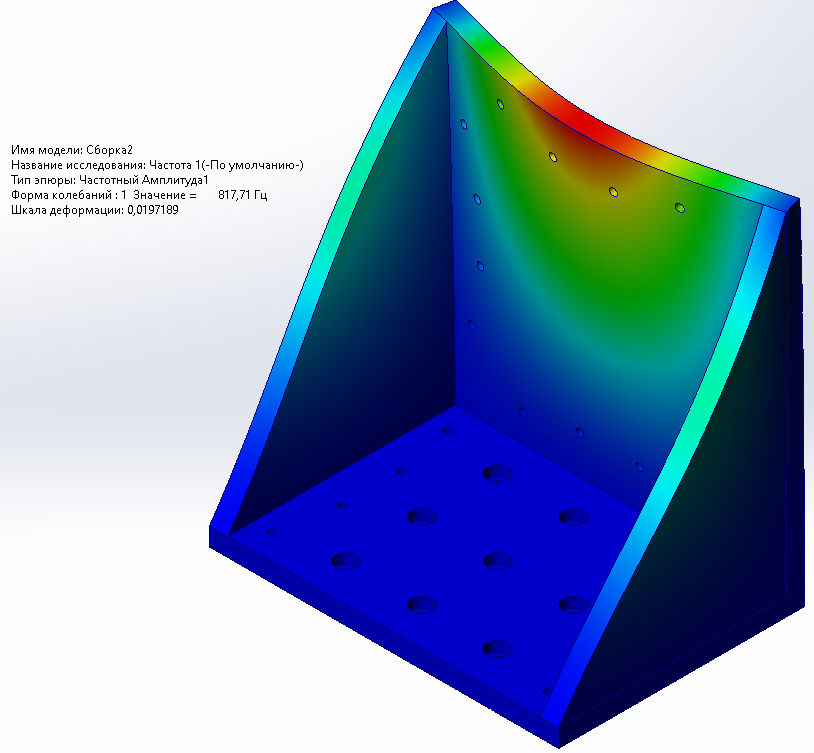 Имя модели: Сборка2
Название исследования: Частота 1(-По умолчанию-)
Тип эпюры: Частотный Амплитуда1
Форма колебаний : 1 Значение = 817,71 Гц
Шкала деформации: 0,0197189